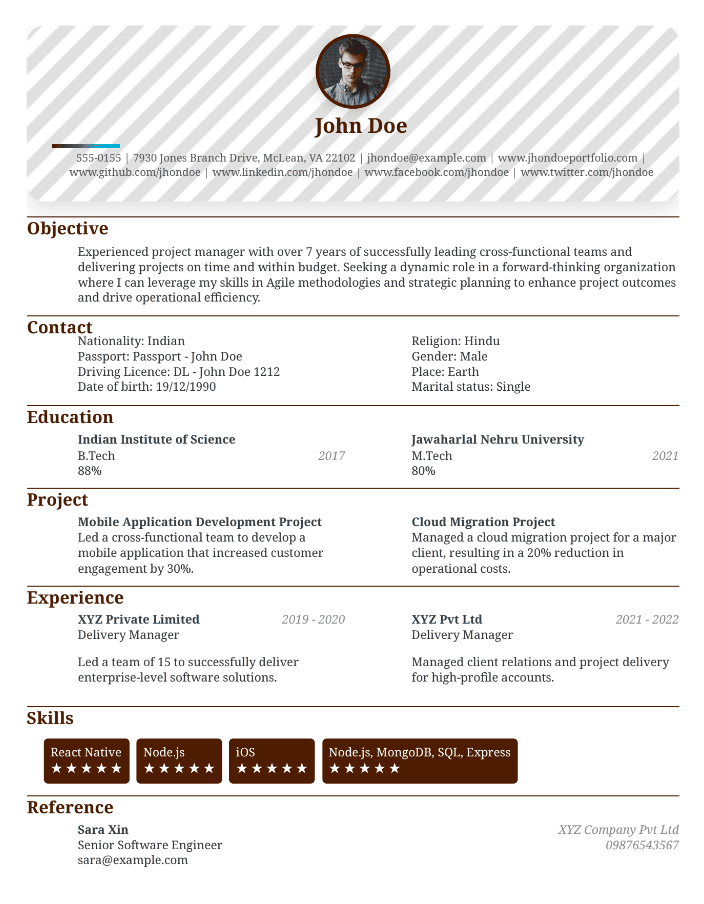 John Doe
555-0155 | 7930 Jones Branch Drive, McLean, VA 22102 | jhondoe@example.com | www.jhondoeportfolio.com |
www.github.com/jhondoe | www.linkedin.com/jhondoe | www.facebook.com/jhondoe | www.twitter.com/jhondoe
Objective
Experienced project manager with over 7 years of successfully leading cross-functional teams and
delivering projects on time and within budget. Seeking a dynamic role in a forward-thinking organization
where I can leverage my skills in Agile methodologies and strategic planning to enhance project outcomes
and drive operational efficiency.
Contact
Nationality: Indian
Passport: Passport - John Doe
Driving Licence: DL - John Doe 1212
Date of birth: 19/12/1990
Religion: Hindu
Gender: Male
Place: Earth
Marital status: Single
Education
Indian Institute of Science
B.Tech 2017
88%
Jawaharlal Nehru University
M.Tech 2021
80%
Project
Mobile Application Development Project
Led a cross-functional team to develop a
mobile application that increased customer
engagement by 30%.
Cloud Migration Project
Managed a cloud migration project for a major
client, resulting in a 20% reduction in
operational costs.
Experience
XYZ Private Limited 2019 - 2020
Delivery Manager
Led a team of 15 to successfully deliver
enterprise-level software solutions.
XYZ Pvt Ltd 2021 - 2022
Delivery Manager
Managed client relations and project delivery
for high-profile accounts.
Skills
React Native
★★★★★
Node.js
★★★★★
iOS
★★★★★
Node.js, MongoDB, SQL, Express
★★★★★
Reference
Sara Xin
Senior Software Engineer
sara@example.com
XYZ Company Pvt Ltd
09876543567